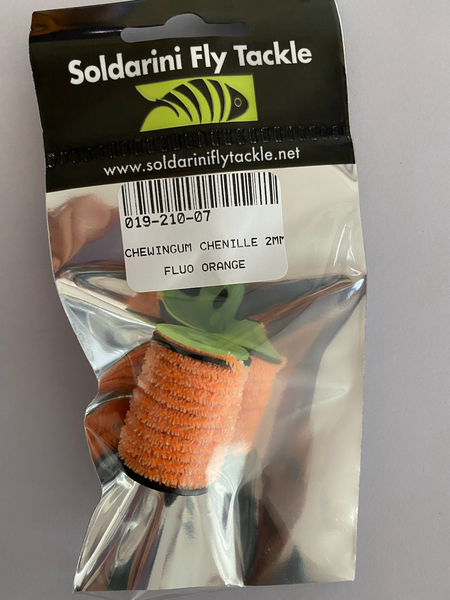 Soldarini Fly Tackle
www.soldariniflytackle.net
019-210-07
CHEWINGUM CHENILLE 2MM
FLUO ORANGE